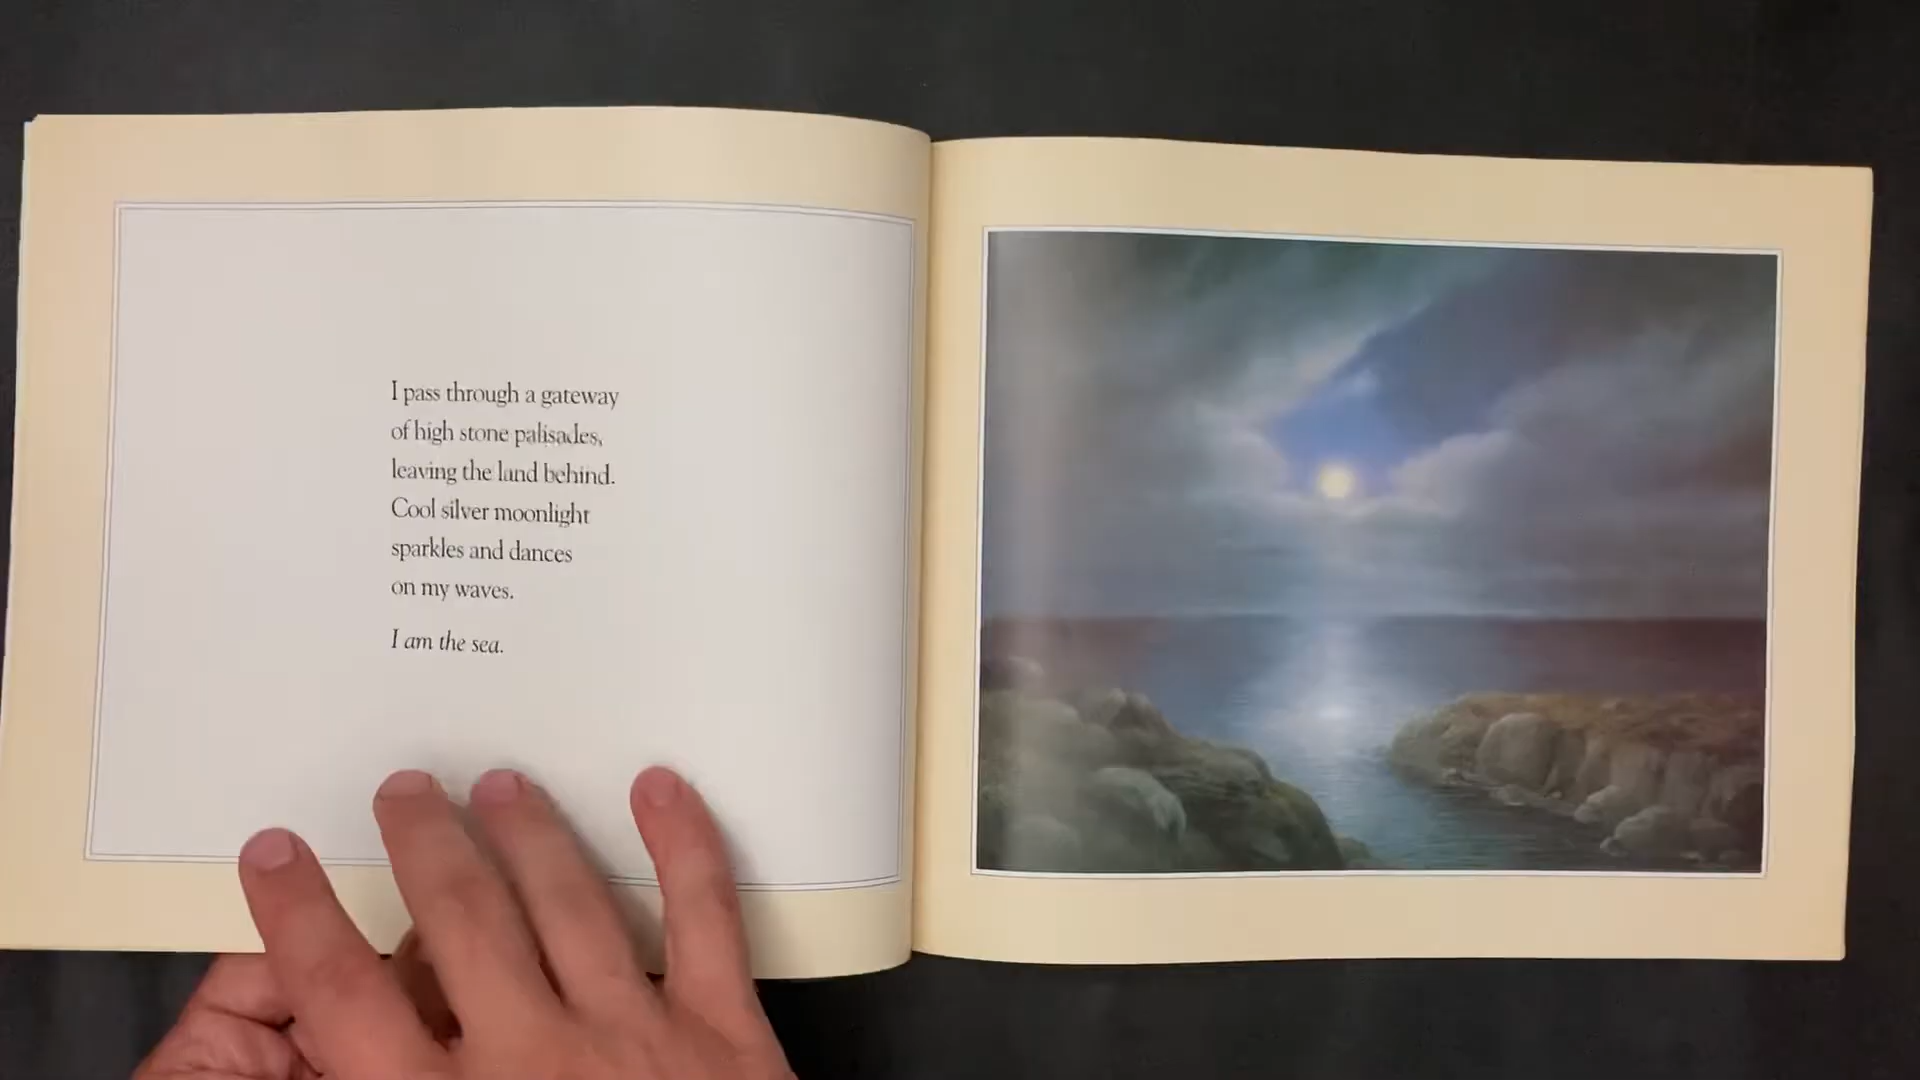 I pass through a gateway
of high stone palisades,
leaving the land behind.
Cool silver moonlight
sparkles and dances
on my waves.
I am the sea.